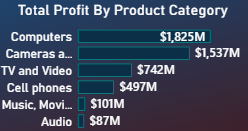 Total Profit By Product Category
Computers $1,825M
Cameras a... $1,537M
TV and Video $742M
Cell phones $497M
Music, Movi... $101M
Audio $87M